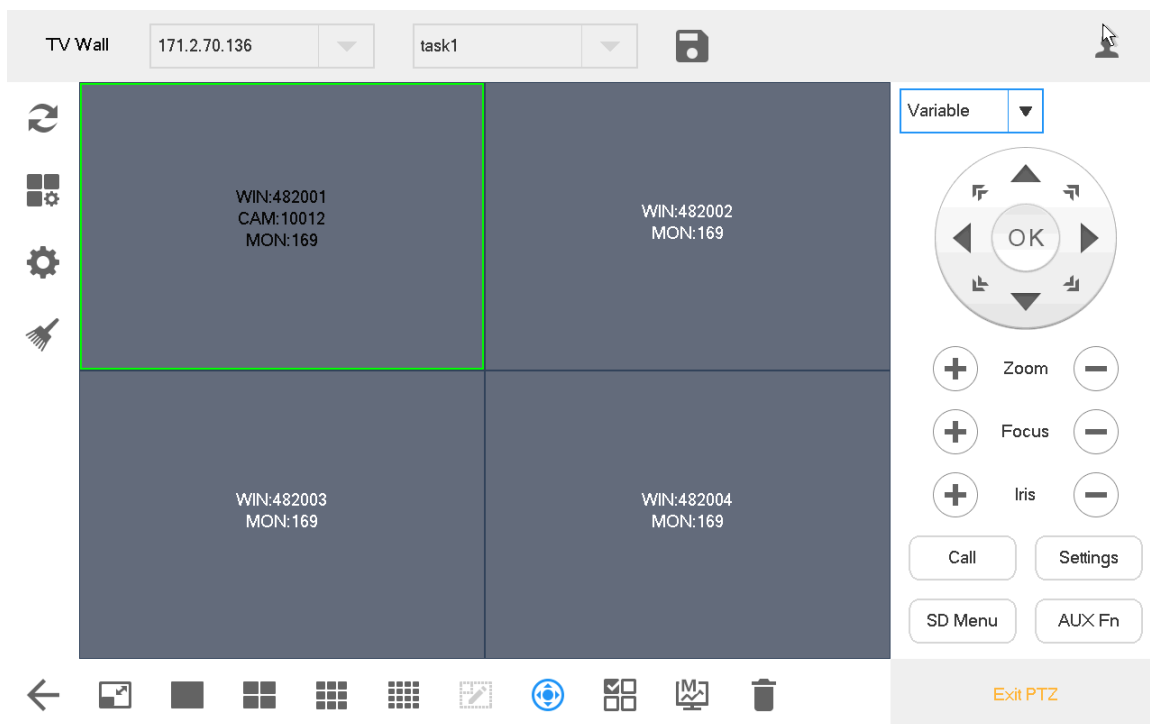 TV Wall
171.2.70.136
task1
Variable
WIN:482001
CAM:10012
MON:169
WIN:482002
MON:169
OK
Zoom
Focus
Iris
WIN:482003
MON:169
WIN:482004
MON:169
Call
Settings
SD Menu
AUX Fn
M
Exit PTZ